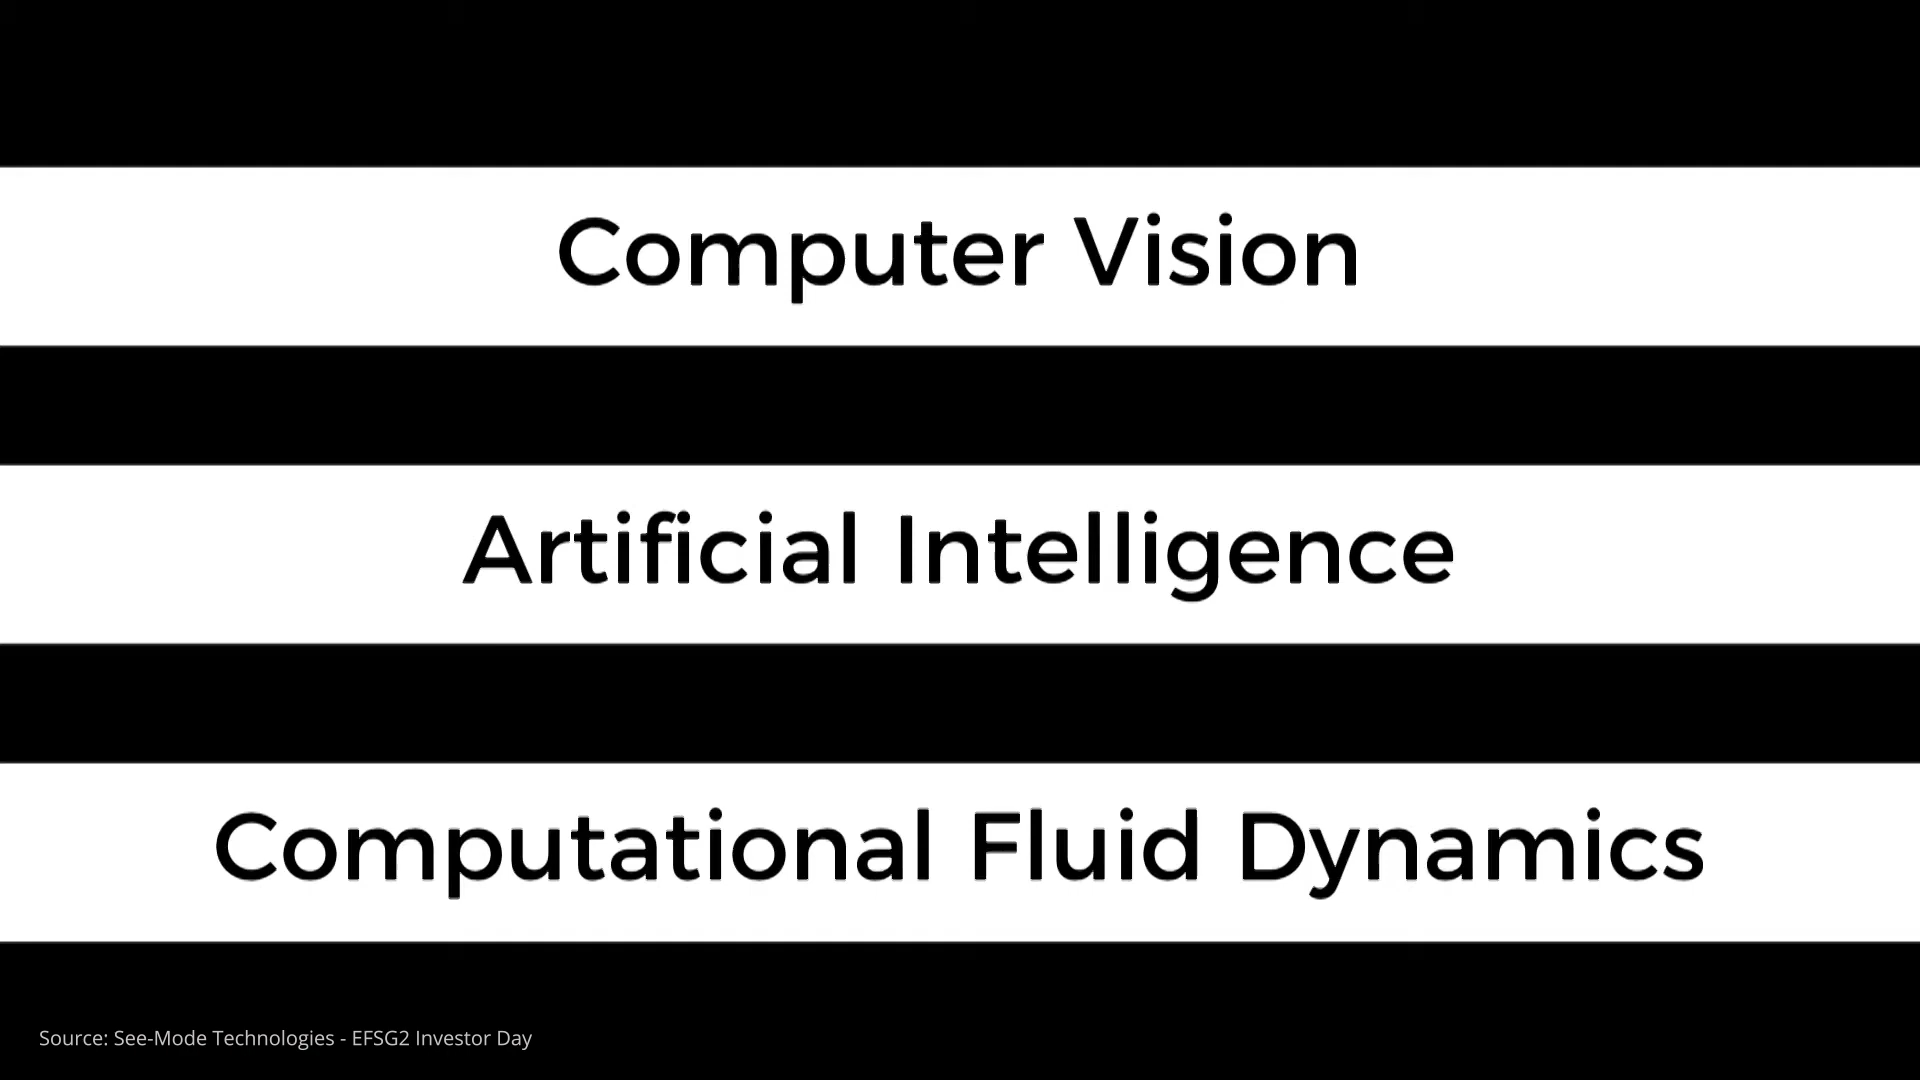 Computer Vision
Artificial Intelligence
Computational Fluid Dynamics
Source: See-Mode Technologies - EFSG2 Investor Day